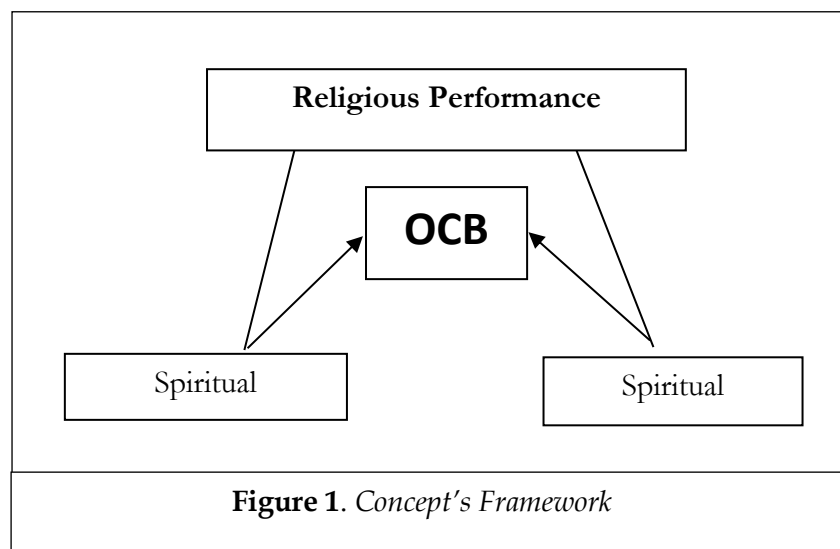 Religious Performance
OCB
Spiritual
Spiritual
Figure 1. Concept's Framework